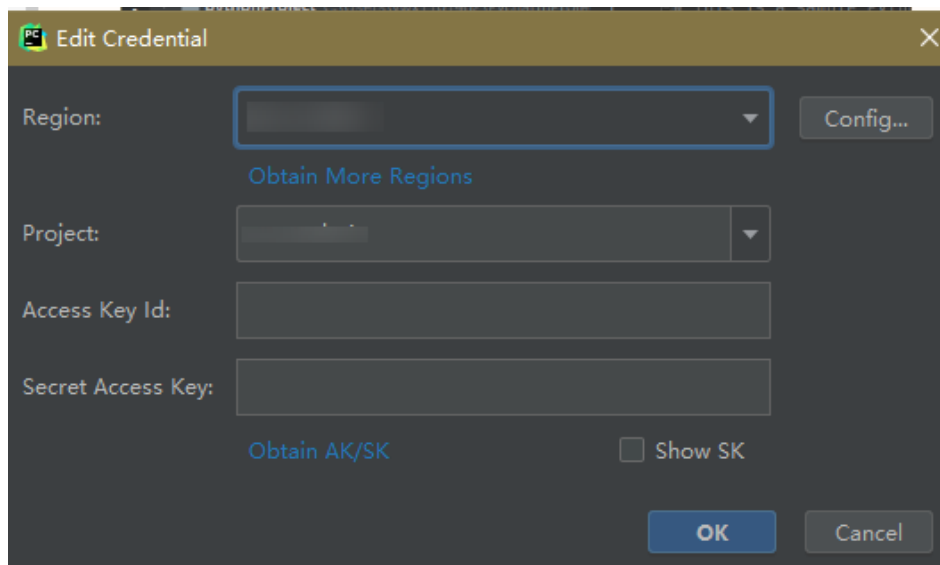 PC
Edit Credential
Region:
Config...
Obtain More Regions
Project:
Access Key Id:
Secret Access Key:
Obtain AK/SK
Show SK
OK
Cancel